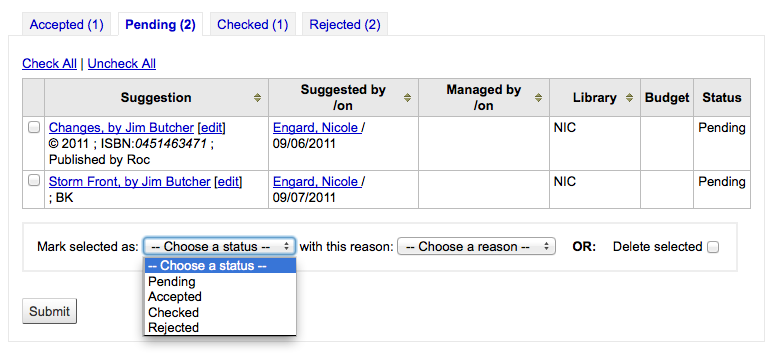 Accepted (1) Pending (2) Checked (1) Rejected (2)
Check All | Uncheck All
Suggestion Suggested by /on Managed by /on Library Budget Status
Changes, by Jim Butcher [edit] Engard, Nicole / NIC Pending
© 2011 ; ISBN:0451463471 ; 09/06/2011
Published by Roc
Storm Front, by Jim Butcher [edit] Engard, Nicole / NIC Pending
; BK 09/07/2011
Mark selected as: -- Choose a status -- with this reason: -- Choose a reason -- OR: Delete selected
-- Choose a status --
Pending
Accepted
Checked
Rejected
Submit